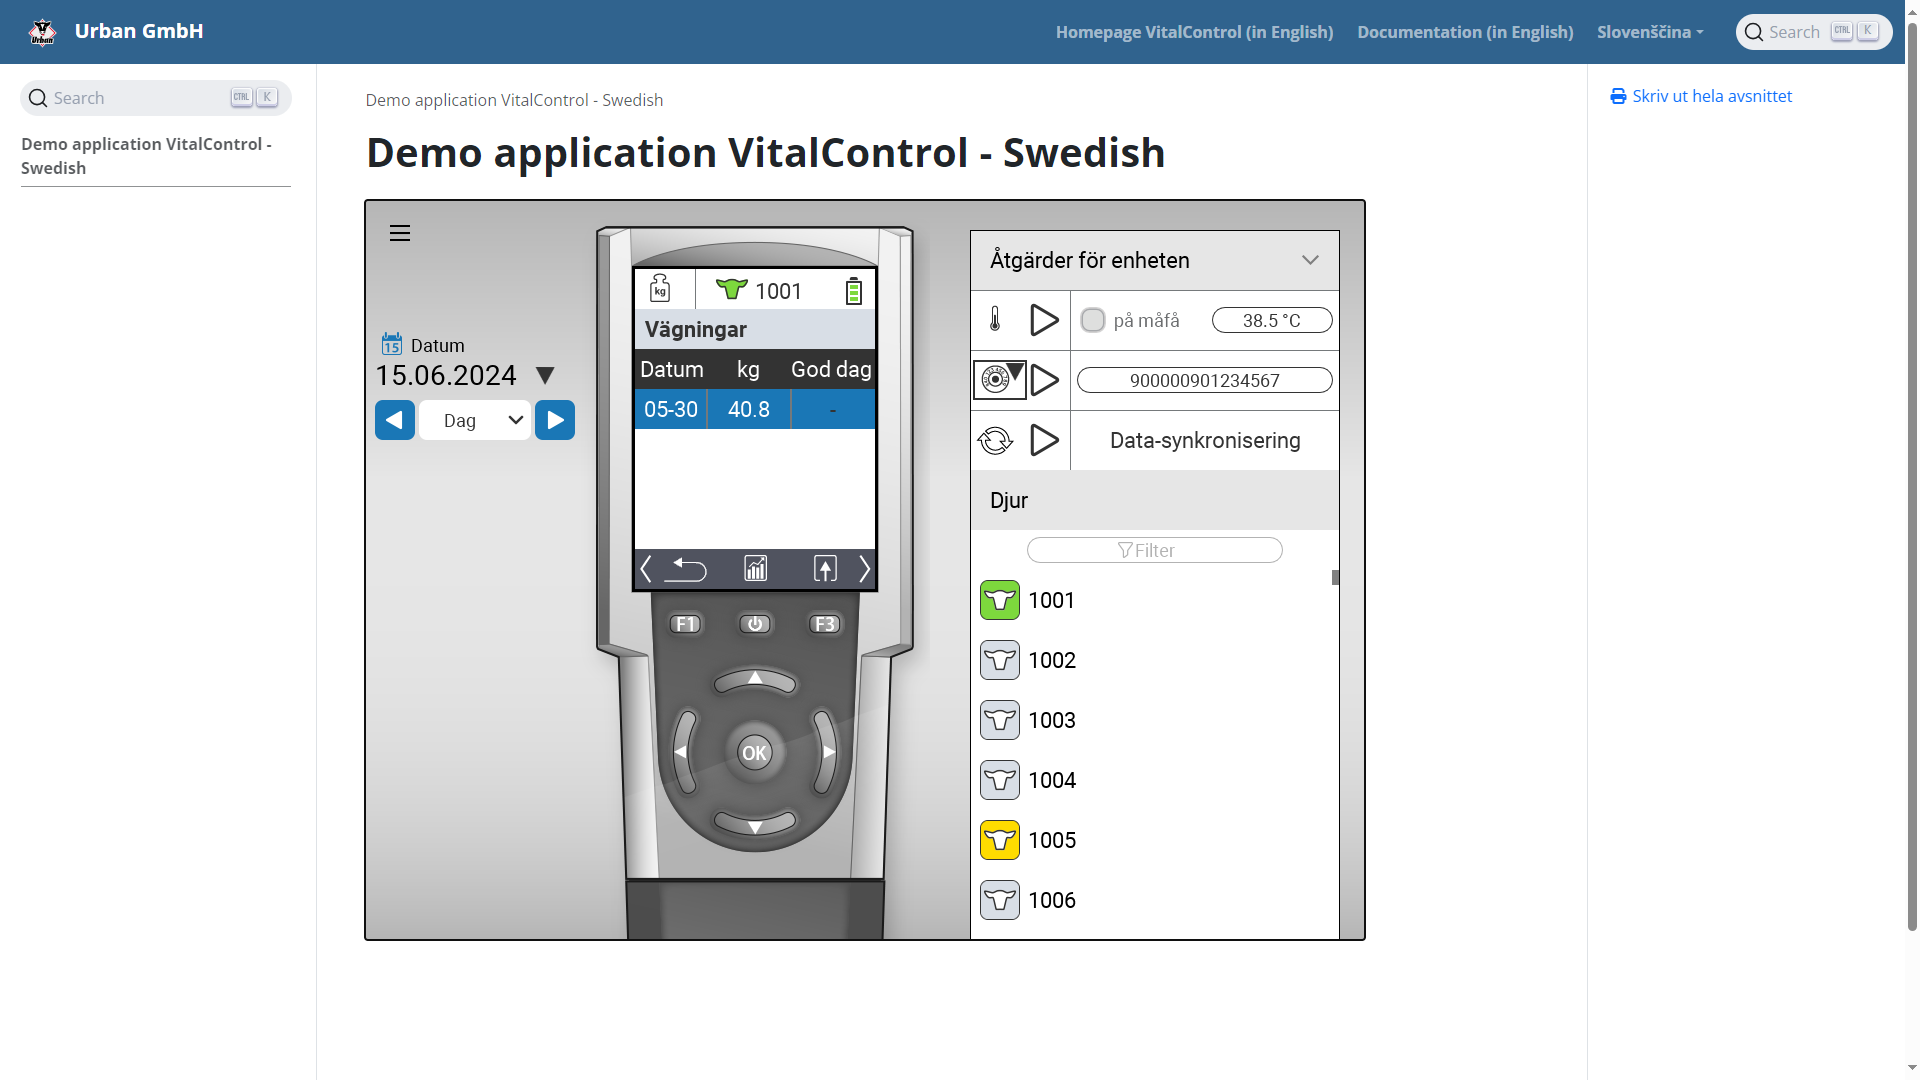 Urban GmbH
Homepage VitalControl (in English)
Documentation (in English)
Slovenščina
Search CTRL K
Search CTRL K
Demo application VitalControl -
Swedish
Demo application VitalControl - Swedish
Demo application VitalControl - Swedish
Skriv ut hela avsnittet
15 Datum
15.06.2024
Dag
kg 1001
Vägningar
Datum kg God dag
05-30 40.8 -
F1 F3
OK
Åtgärder för enheten
på måfå 38.5 °C
900000901234567
Data-synkronisering
Djur
Filter
1001
1002
1003
1004
1005
1006